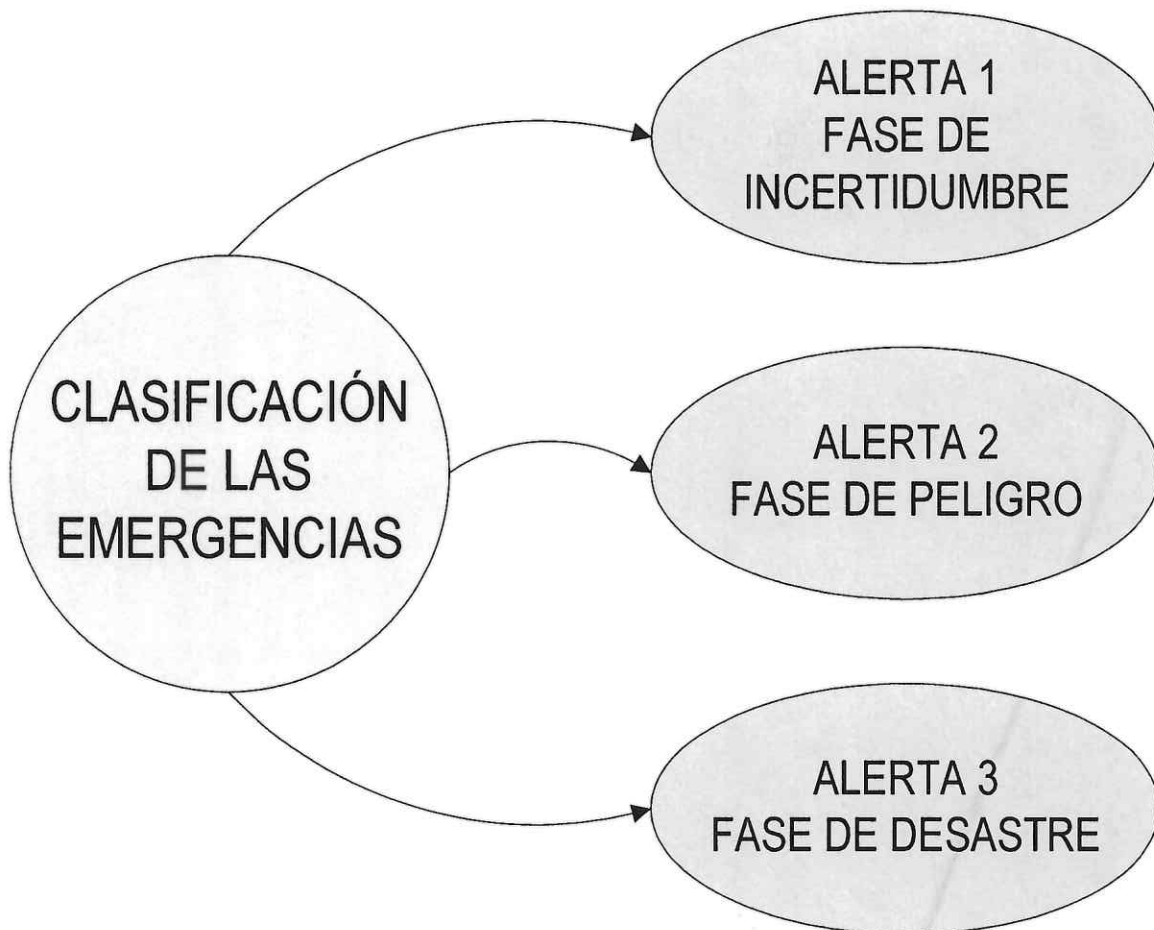 ALERTA 1
FASE DE
INCERTIDUMBRE
CLASIFICACIÓN
DE LAS
EMERGENCIAS
ALERTA 2
FASE DE PELIGRO
ALERTA 3
FASE DE DESASTRE